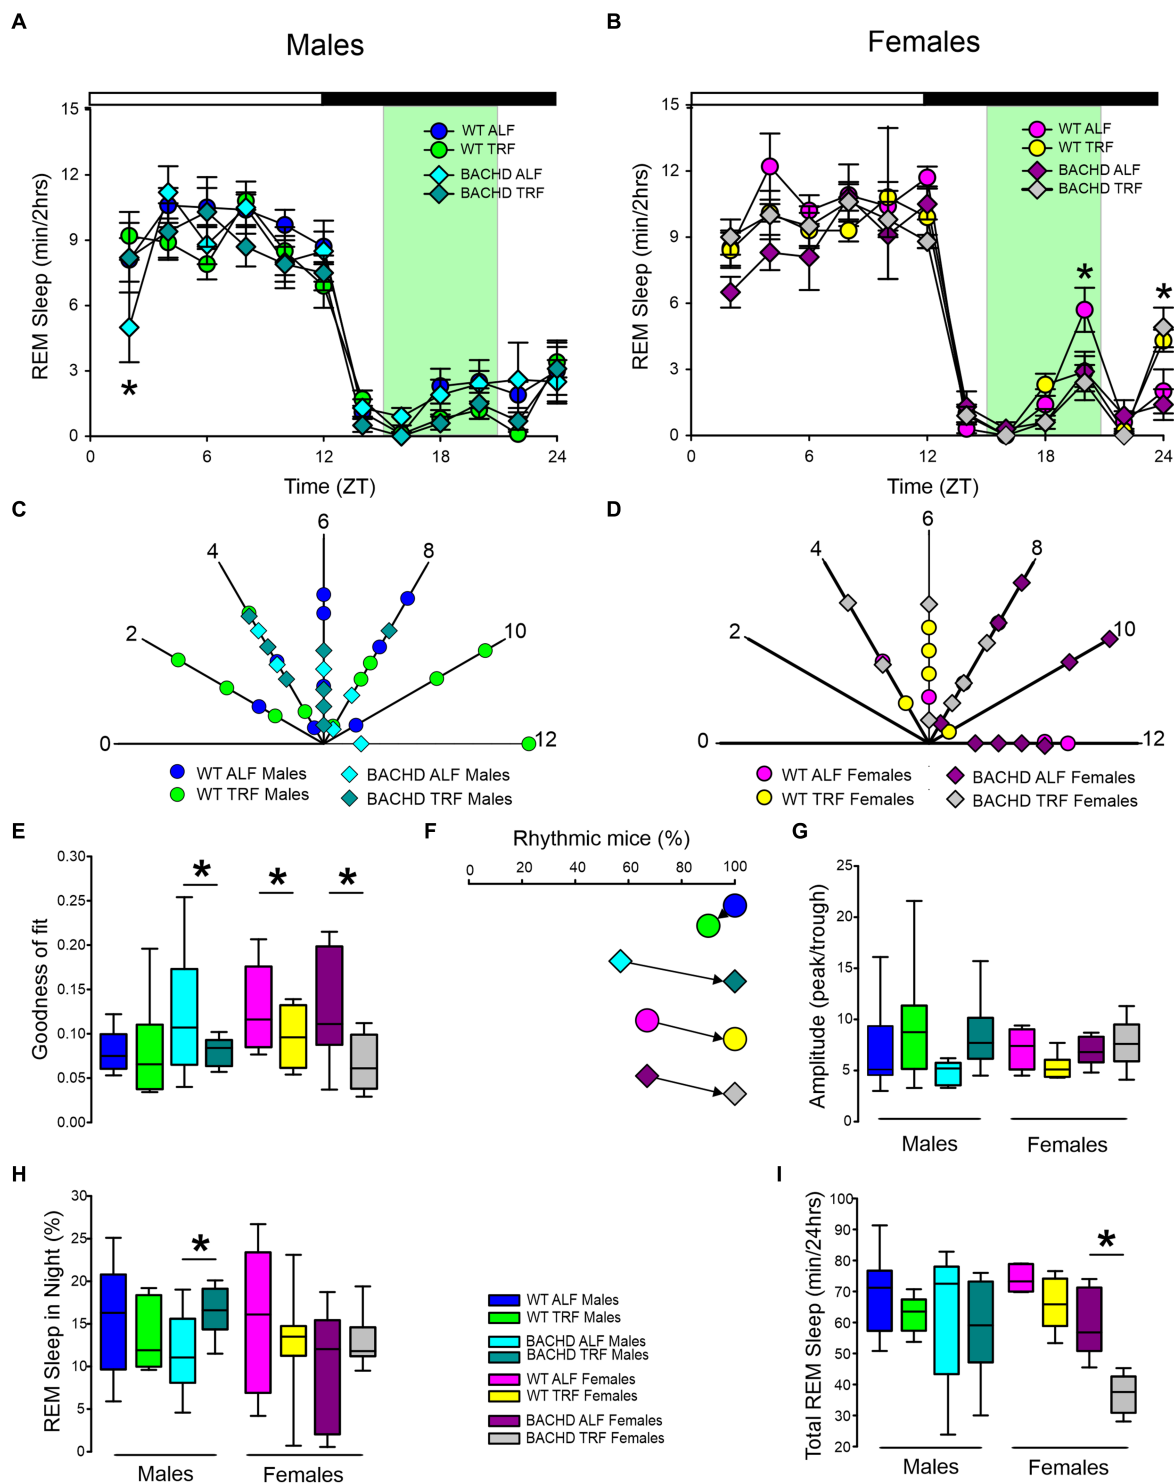 A
B
Males
Females
15
12
9
6
3
0
REM Sleep (min/2hrs)
WT ALF
WT TRF
BACHD ALF
BACHD TRF
*
0 6 12 18 24
Time (ZT)
15
12
9
6
3
0
REM Sleep (min/2hrs)
WT ALF
WT TRF
BACHD ALF
BACHD TRF
*
*
0 6 12 18 24
Time (ZT)
C
0 2 4 6 8 10 12
WT ALF Males
WT TRF Males
BACHD ALF Males
BACHD TRF Males
D
0 2 4 6 8 10 12
WT ALF Females
WT TRF Females
BACHD ALF Females
BACHD TRF Females
E
Goodness of fit
0.30
0.25
0.20
0.15
0.10
0.05
0.00
* * *
F
Rhythmic mice (%)
0 20 40 60 80 100
G
Amplitude (peak/trough)
25
20
15
10
5
0
Males Females
H
REM Sleep in Night (%)
30
25
20
15
10
5
0
*
Males Females
WT ALF Males
WT TRF Males
BACHD ALF Males
BACHD TRF Males
WT ALF Females
WT TRF Females
BACHD ALF Females
BACHD TRF Females
I
Total REM Sleep (min/24hrs)
100
90
80
70
60
50
40
30
20
*
Males Females